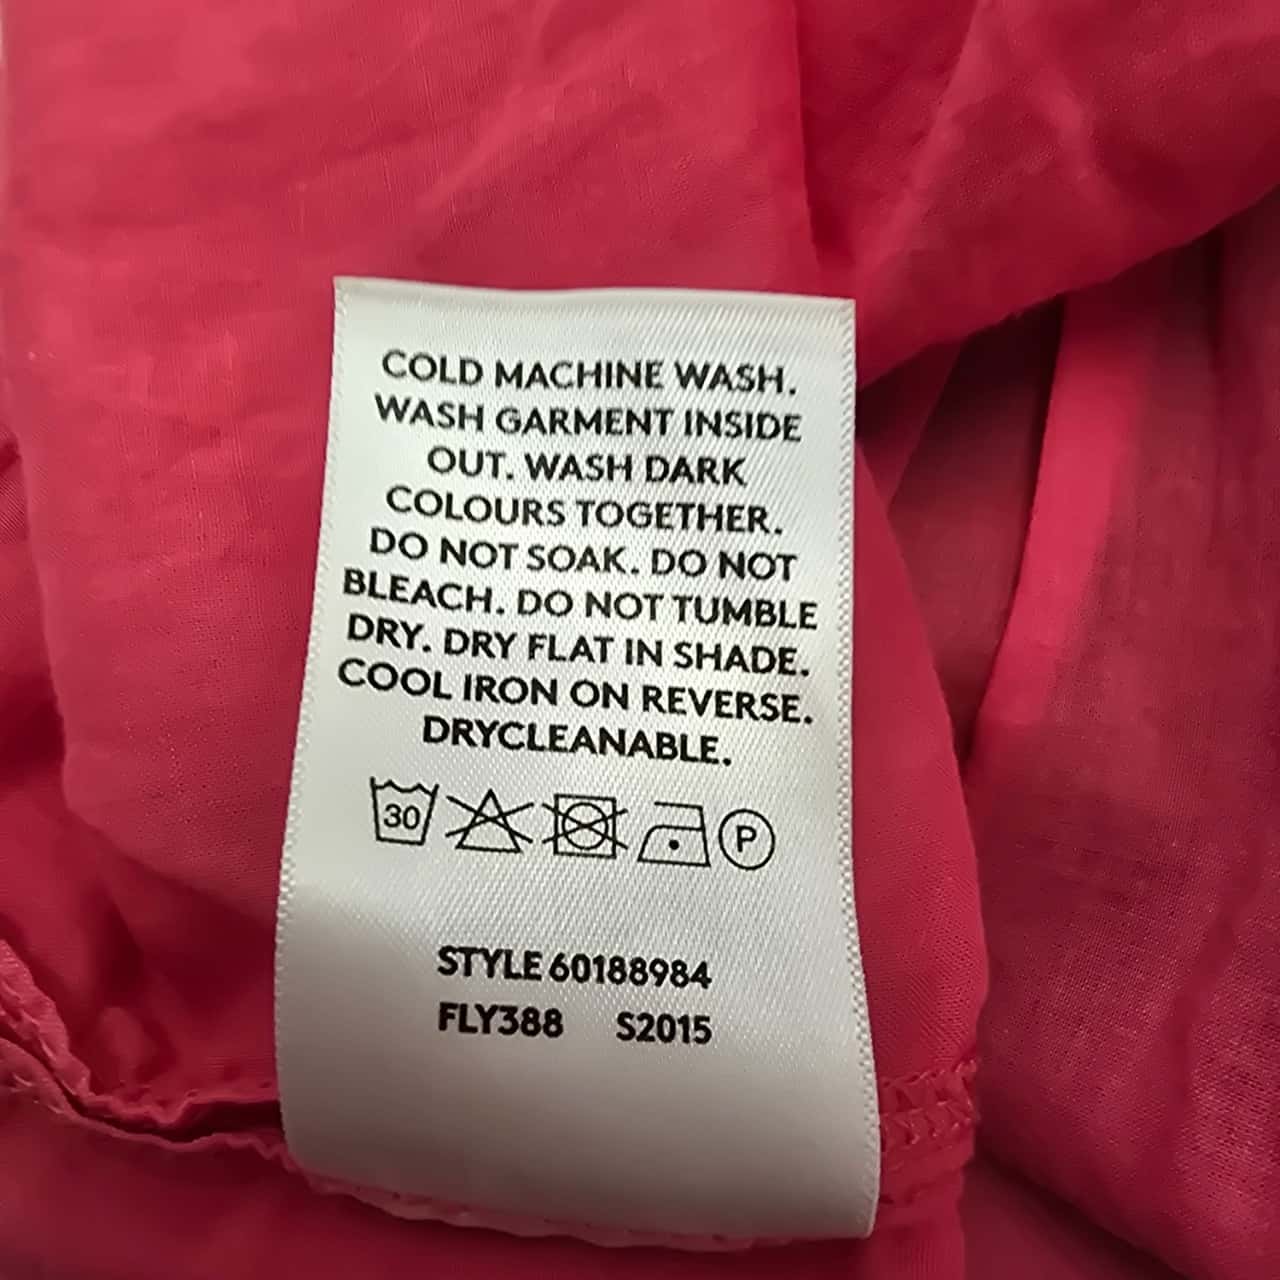 COLD MACHINE WASH.
WASH GARMENT INSIDE
OUT. WASH DARK
COLOURS TOGETHER.
DO NOT SOAK. DO NOT
BLEACH. DO NOT TUMBLE
DRY. DRY FLAT IN SHADE.
COOL IRON ON REVERSE.
DRYCLEANABLE.
30 P
STYLE 60188984
FLY388 S2015